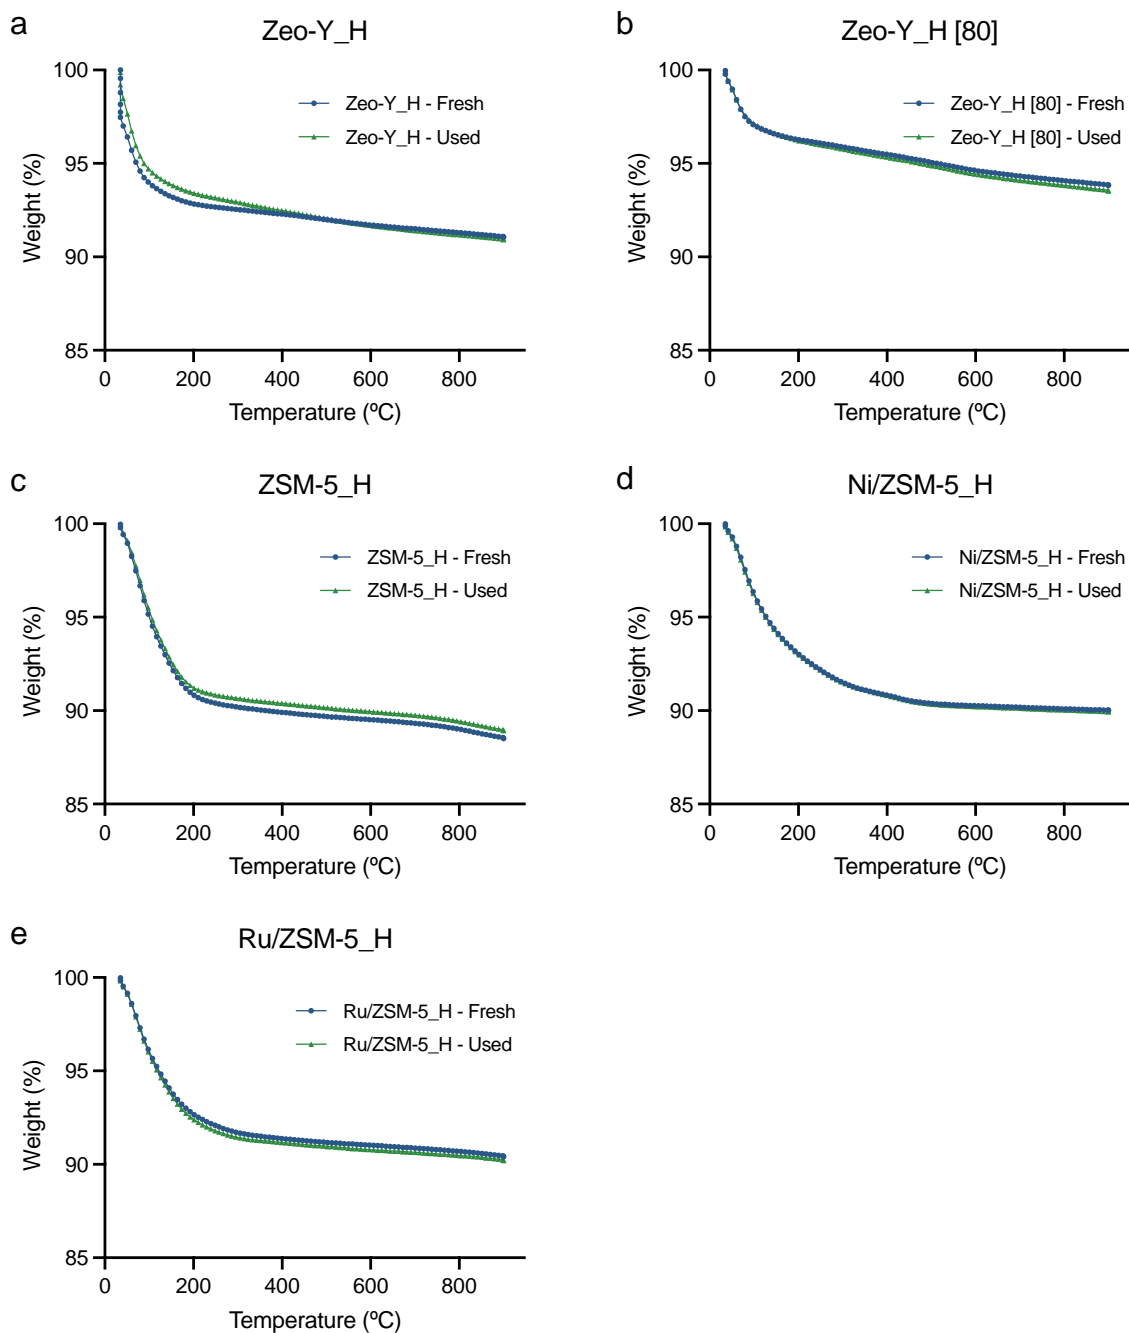 a
Zeo-Y_H
100
95
90
85
0
200
400
600
800
Weight (%)
Temperature (ºC)
Zeo-Y_H - Fresh
Zeo-Y_H - Used
b
Zeo-Y_H [80]
100
95
90
85
0
200
400
600
800
Weight (%)
Temperature (ºC)
Zeo-Y_H [80] - Fresh
Zeo-Y_H [80] - Used
c
ZSM-5_H
100
95
90
85
0
200
400
600
800
Weight (%)
Temperature (ºC)
ZSM-5_H - Fresh
ZSM-5_H - Used
d
Ni/ZSM-5_H
100
95
90
85
0
200
400
600
800
Weight (%)
Temperature (ºC)
Ni/ZSM-5_H - Fresh
Ni/ZSM-5_H - Used
e
Ru/ZSM-5_H
100
95
90
85
0
200
400
600
800
Weight (%)
Temperature (ºC)
Ru/ZSM-5_H - Fresh
Ru/ZSM-5_H - Used